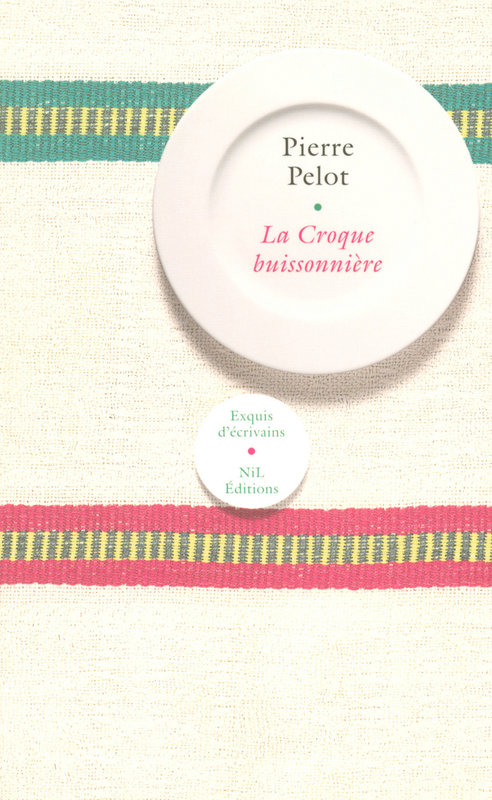 Pierre
Pelot
La Croque
buissonnière
Exquis
d'écrivains
NiL
Éditions